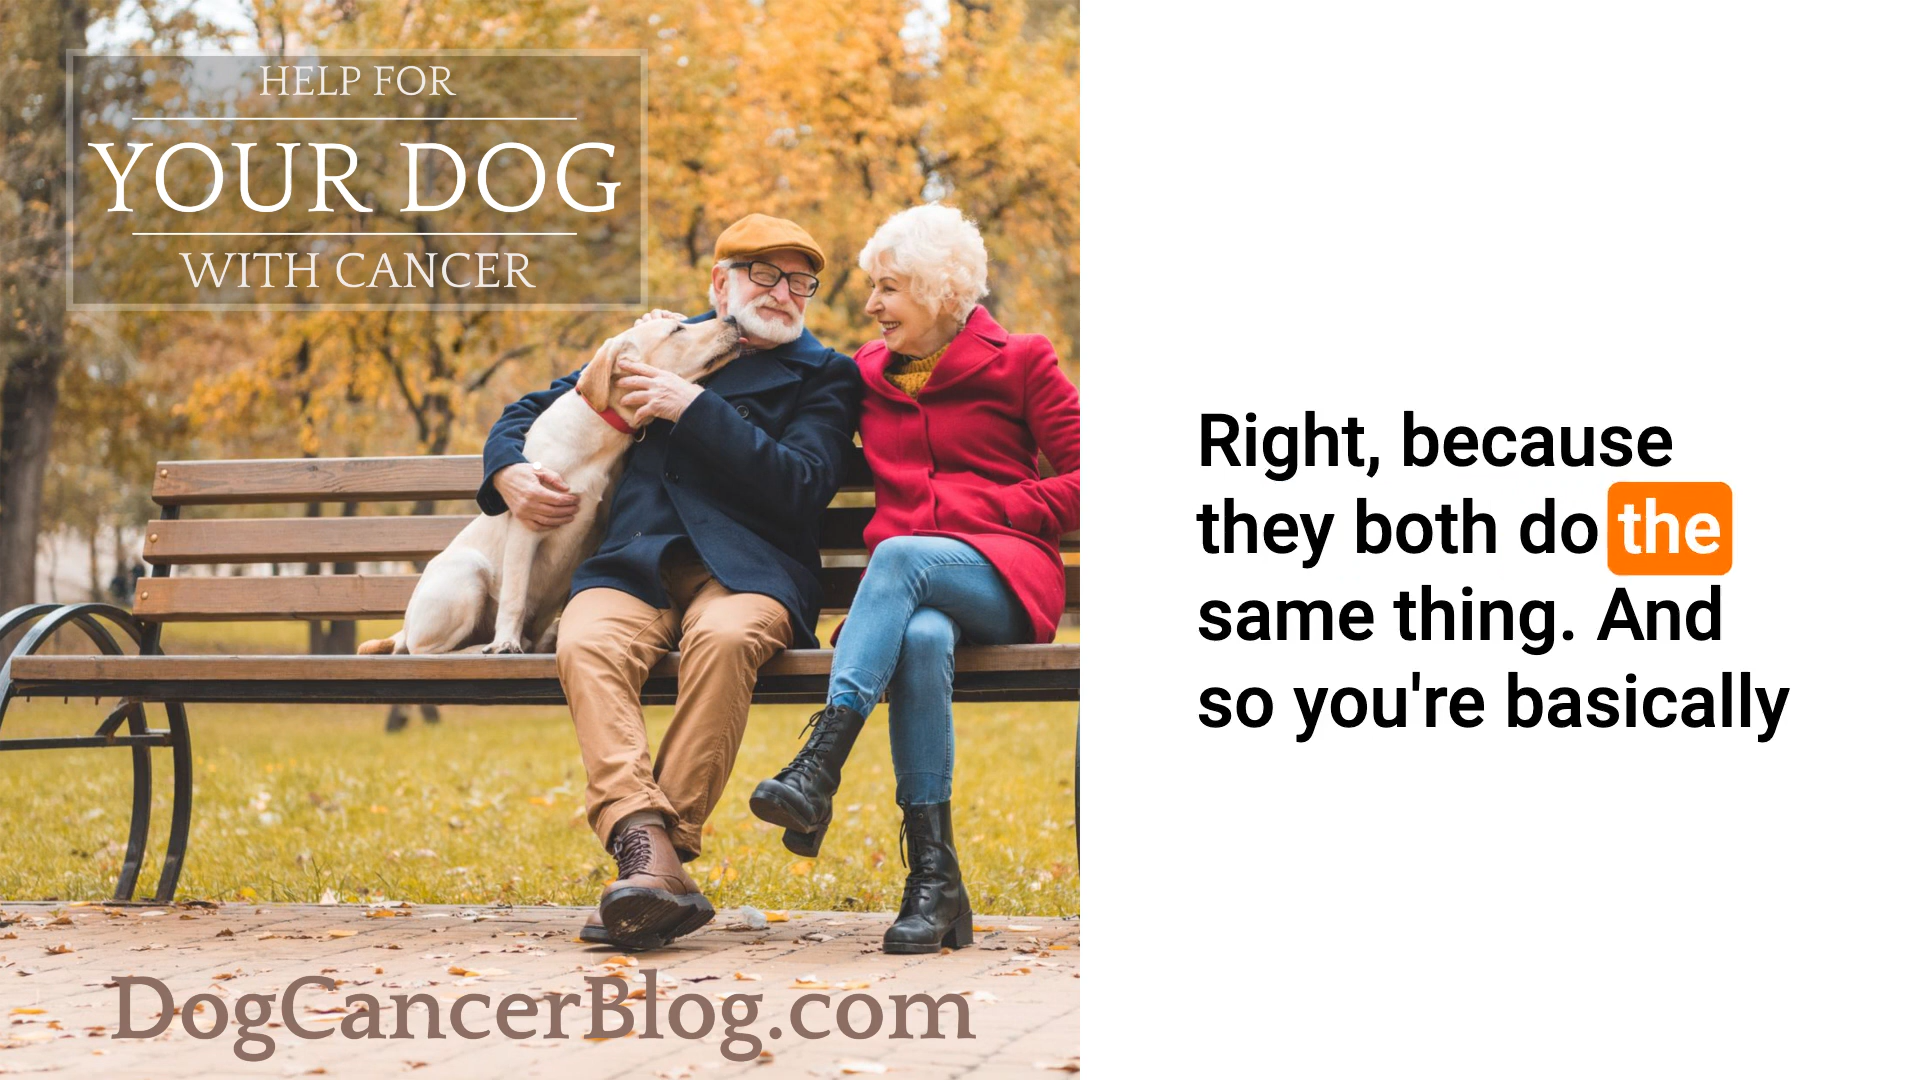 HELP FOR
YOUR DOG
WITH CANCER
DogCancerBlog.com
Right, because
they both do the
same thing. And
so you're basically